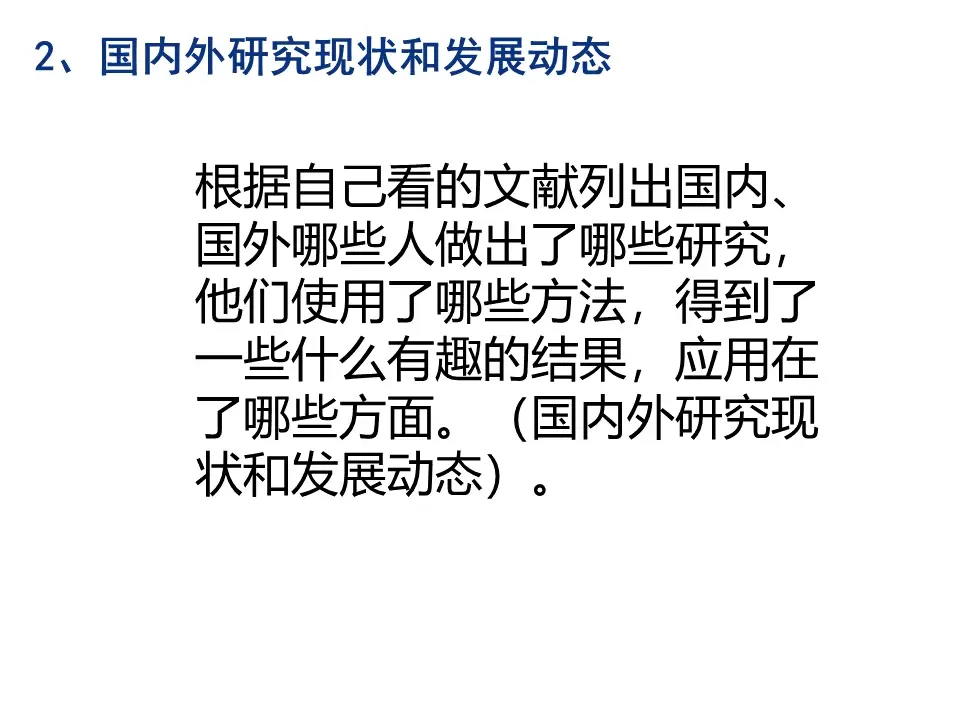 2、国内外研究现状和发展动态
根据自己看的文献列出国内、
国外哪些人做出了哪些研究，
他们使用了哪些方法，得到了
一些什么有趣的结果，应用在
了哪些方面。（国内外研究现
状和发展动态）。